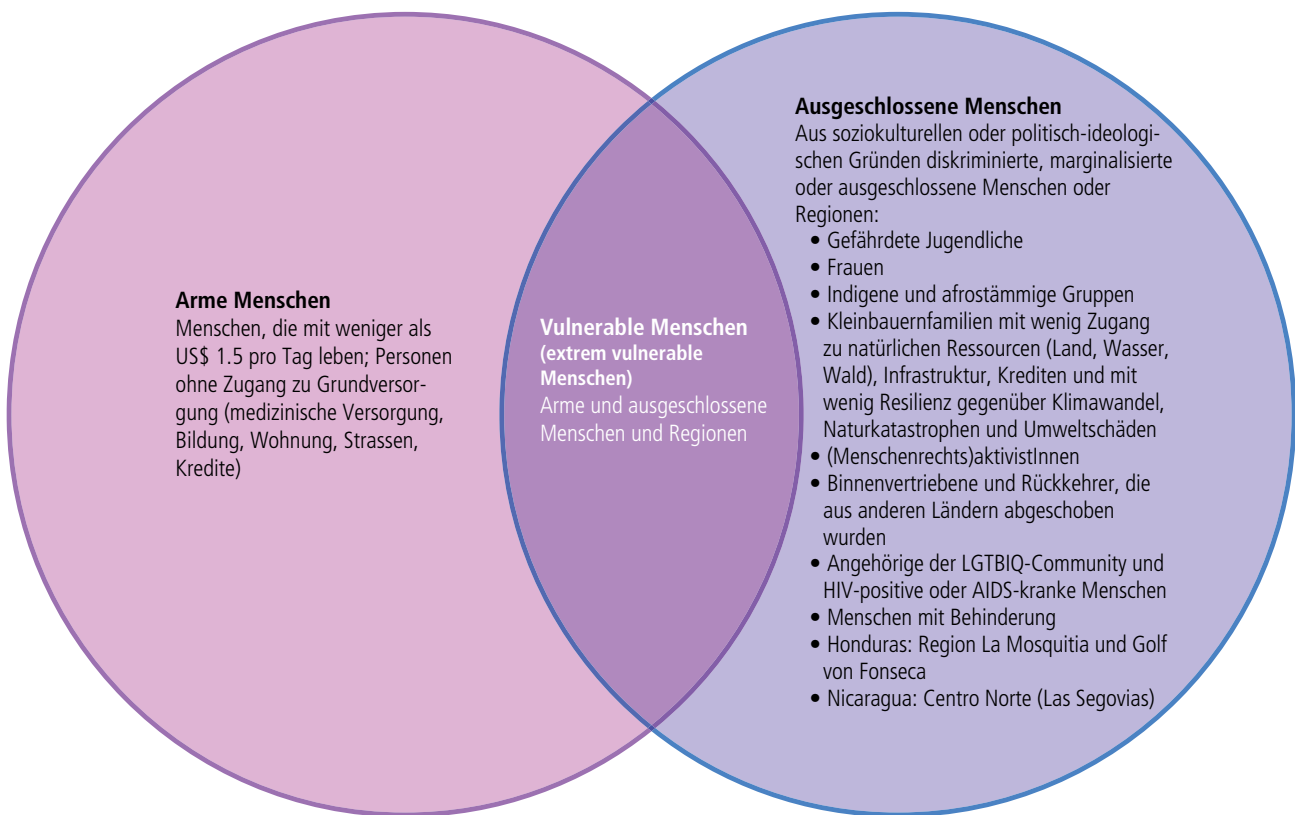 Arme Menschen
Menschen, die mit weniger als
US$ 1.5 pro Tag leben; Personen
ohne Zugang zu Grundversor-
gung (medizinische Versorgung,
Bildung, Wohnung, Strassen,
Kredite)
Vulnerable Menschen
(extrem vulnerable
Menschen)
Arme und ausgeschlossene
Menschen und Regionen
Ausgeschlossene Menschen
Aus soziokulturellen oder politisch-ideologi-
schen Gründen diskriminierte, marginalisierte
oder ausgeschlossene Menschen oder
Regionen:
• Gefährdete Jugendliche
• Frauen
• Indigene und afrostämmige Gruppen
• Kleinbauernfamilien mit wenig Zugang
zu natürlichen Ressourcen (Land, Wasser,
Wald), Infrastruktur, Krediten und mit
wenig Resilienz gegenüber Klimawandel,
Naturkatastrophen und Umweltschäden
• (Menschenrechts)aktivistInnen
• Binnenvertriebene und Rückkehrer, die
aus anderen Ländern abgeschoben
wurden
• Angehörige der LGTBIQ-Community und
HIV-positive oder AIDS-kranke Menschen
• Menschen mit Behinderung
• Honduras: Region La Mosquitia und Golf
von Fonseca
• Nicaragua: Centro Norte (Las Segovias)